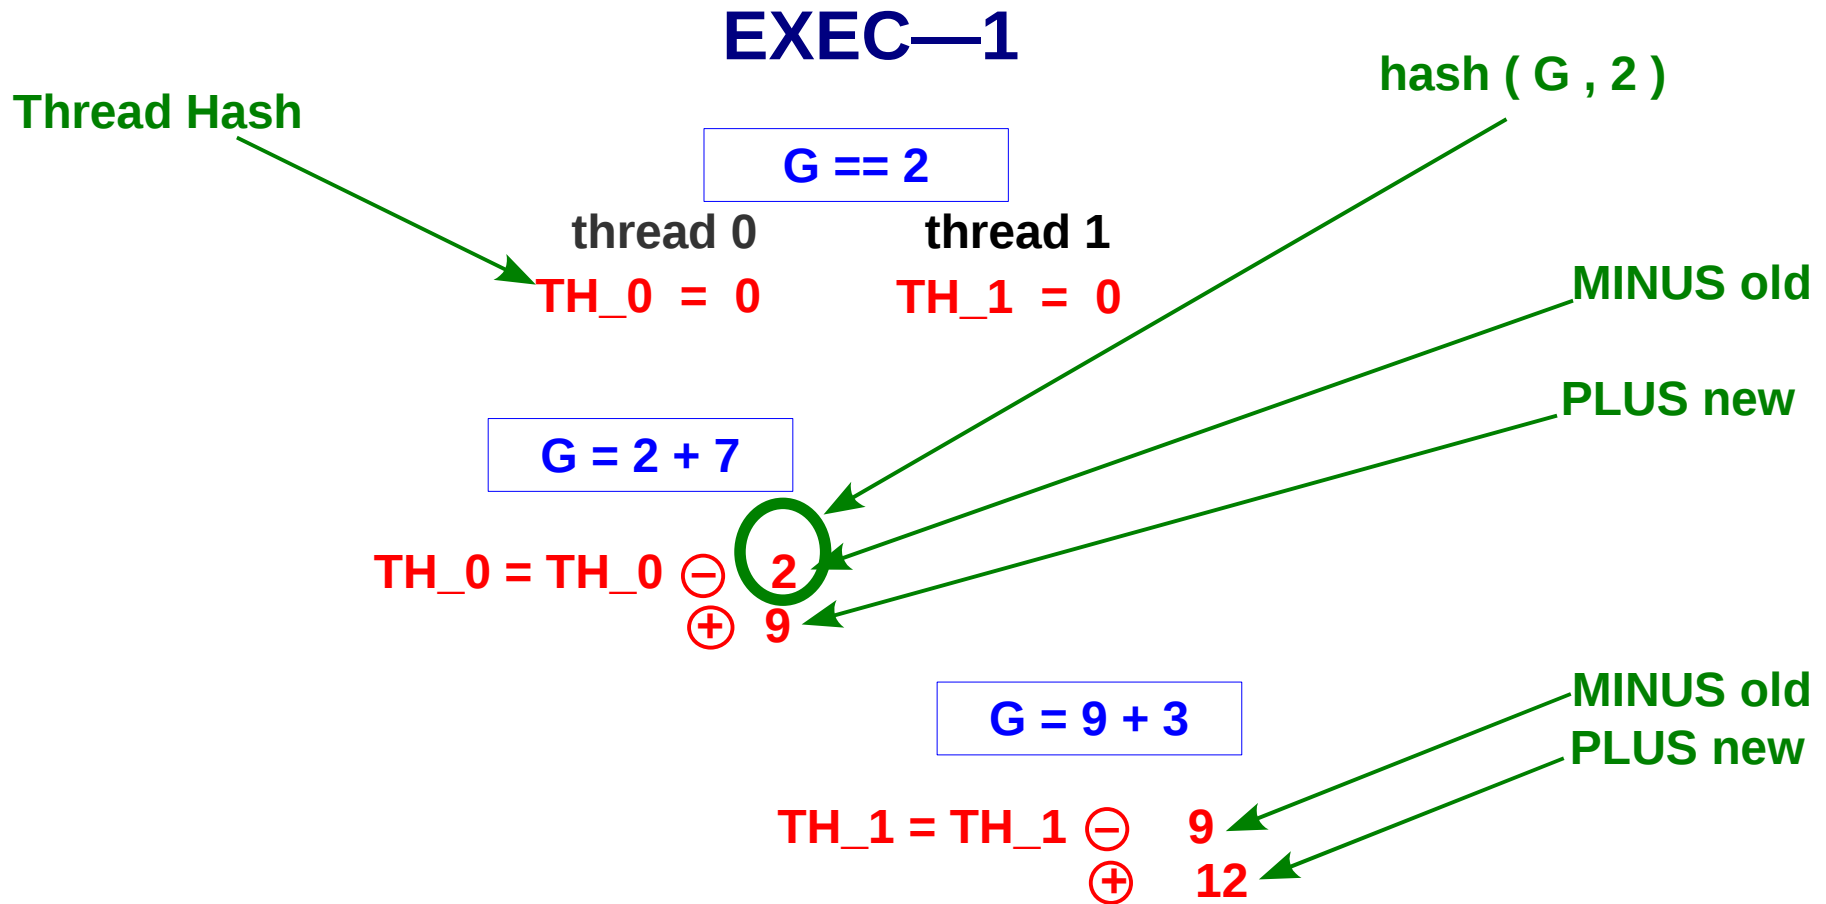 EXEC—1
hash ( G , 2 )
Thread Hash
G == 2
thread 0 thread 1
TH_0 = 0 TH_1 = 0
MINUS old
PLUS new
G = 2 + 7
TH_0 = TH_0 ⊖ 2
⊕ 9
MINUS old
G = 9 + 3
PLUS new
TH_1 = TH_1 ⊖ 9
⊕ 12